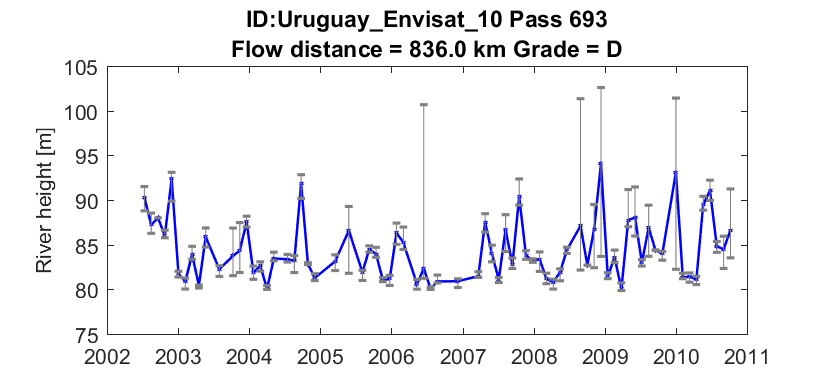 ID:Uruguay_Envisat_10 Pass 693
Flow distance = 836.0 km Grade = D
105
100
95
90
85
80
75
River height [m]
2002 2003 2004 2005 2006 2007 2008 2009 2010 2011